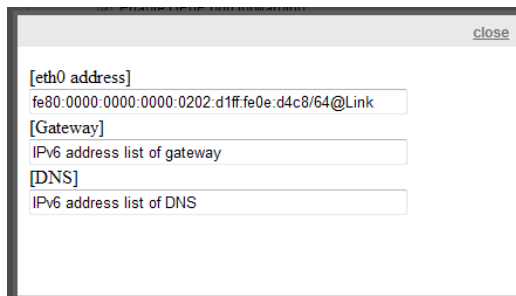 close
[eth0 address]
fe80:0000:0000:0000:0202:d1ff:fe0e:d4c8/64@Link
[Gateway]
IPv6 address list of gateway
[DNS]
IPv6 address list of DNS